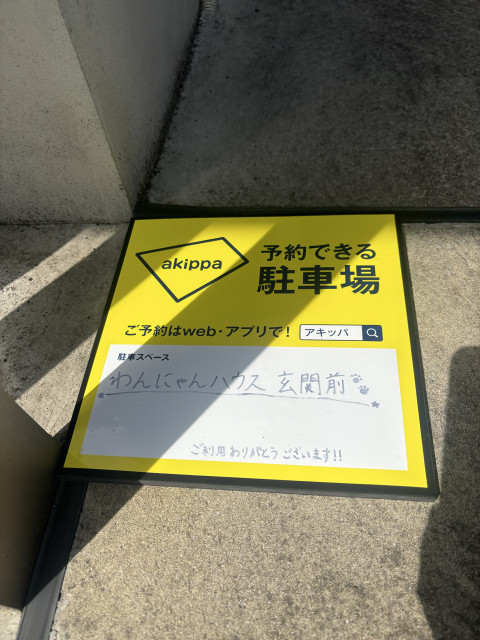 akippa
予約できる
駐車場
ご予約はweb・アプリで!
アキッパ
駐車スペース
わんにゃんハウス 玄関前
ご利用ありがとうございます!!